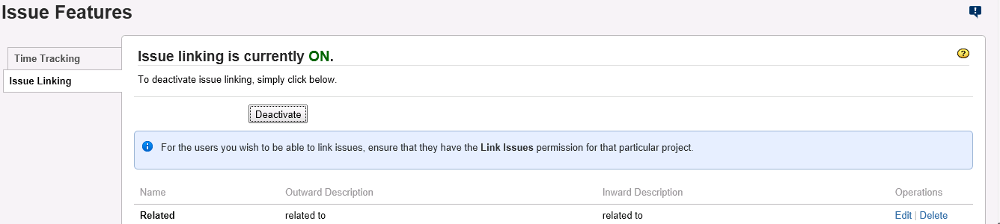 Issue Features
Time Tracking
Issue Linking
Issue linking is currently ON.
To deactivate issue linking, simply click below.
Deactivate
For the users you wish to be able to link issues, ensure that they have the Link Issues permission for that particular project.
Name Outward Description Inward Description Operations
Related related to related to Edit | Delete